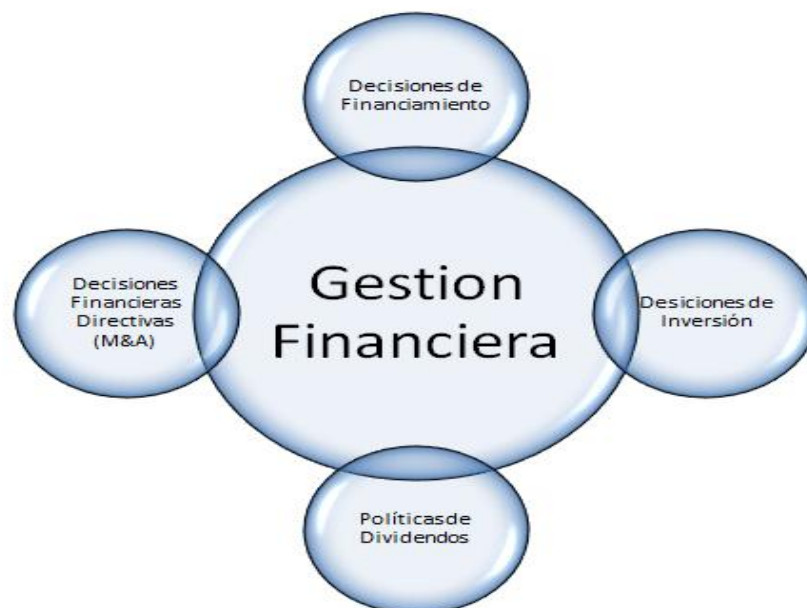 Decisiones de
Financiamiento
Gestion
Financiera
Decisiones
Financieras
Directivas
(M&A)
Desiciones de
Inversión
Políticas de
Dividendos